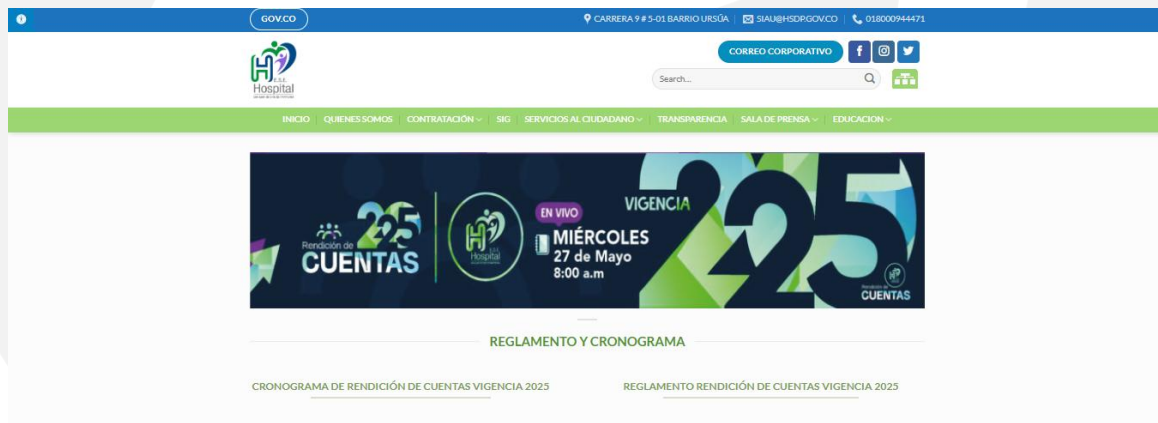 GOV.CO
CARRERA 9 # 5-01 BARRIO URSÚA
SIAU@HSDP.GOV.CO
018000944471
CORREO CORPORATIVO
E.S.E.
Hospital
Search...
INICIO
QUIENES SOMOS
CONTRATACIÓN
SIG
SERVICIOS AL CIUDADANO
TRANSPARENCIA
SALA DE PRENSA
EDUCACION
Rendición de
CUENTAS
225
E.S.E.
Hospital
EN VIVO
MIÉRCOLES
27 de Mayo
8:00 a.m
VIGENCIA
225
Rendición de
CUENTAS
REGLAMENTO Y CRONOGRAMA
CRONOGRAMA DE RENDICIÓN DE CUENTAS VIGENCIA 2025
REGLAMENTO RENDICIÓN DE CUENTAS VIGENCIA 2025